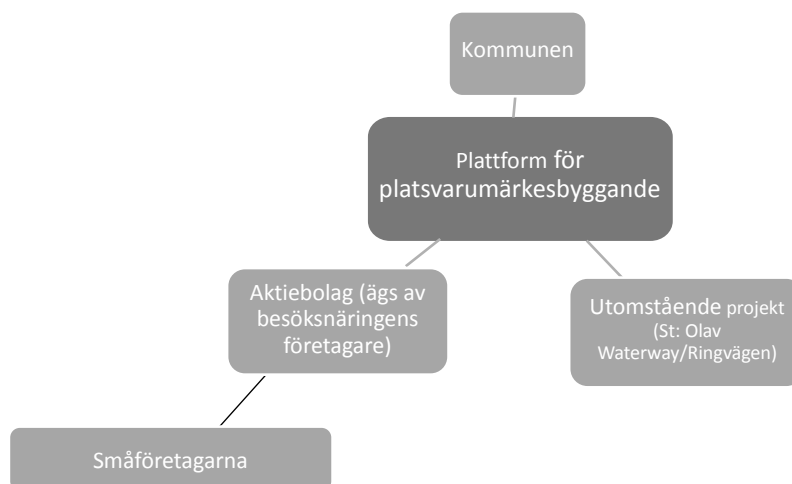 Kommunen
Plattform för
platsvarumärkesbyggande
Aktiebolag (ägs av
besöksnäringens
företagare)
Utomstående projekt
(St: Olav
Waterway/Ringvägen)
Småföretagarna